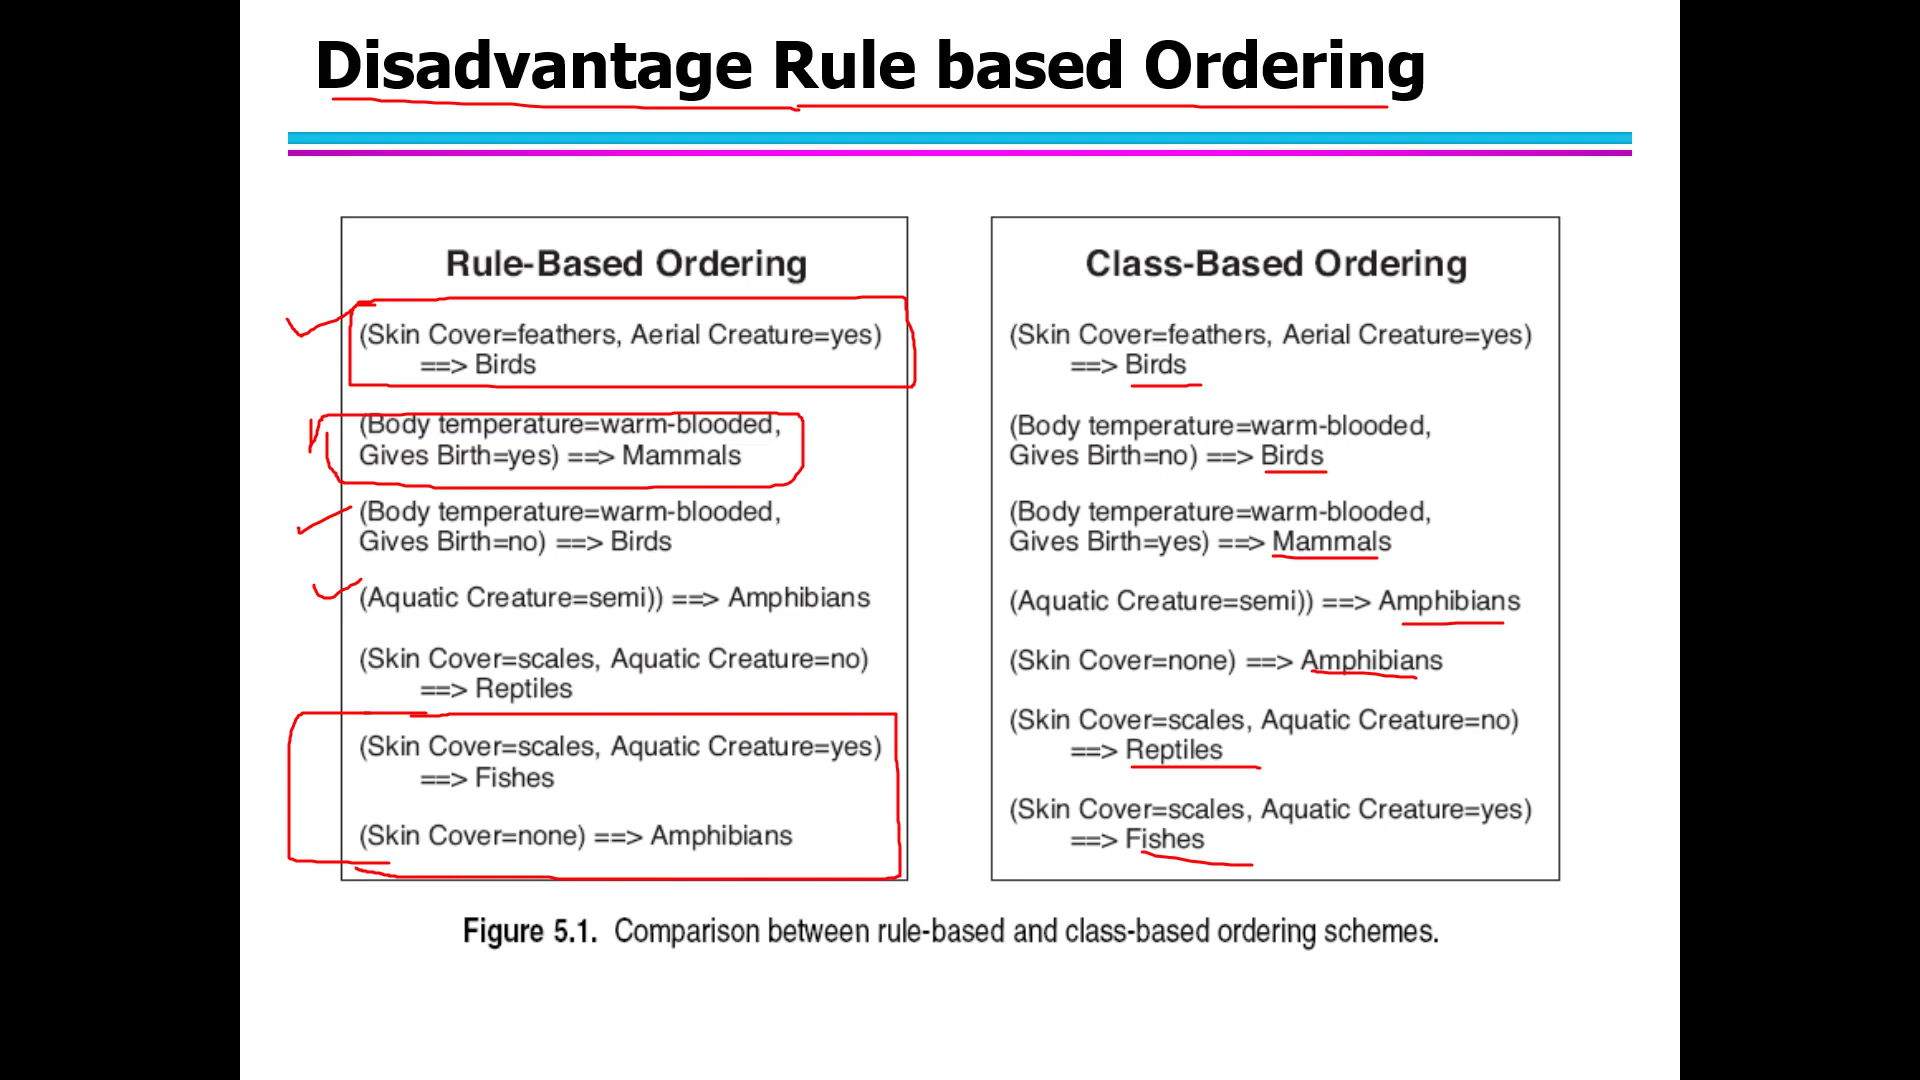 Disadvantage Rule based Ordering
Rule-Based Ordering
(Skin Cover=feathers, Aerial Creature=yes)
==> Birds
(Body temperature=warm-blooded,
Gives Birth=yes) ==> Mammals
(Body temperature=warm-blooded,
Gives Birth=no) ==> Birds
(Aquatic Creature=semi)) ==> Amphibians
(Skin Cover=scales, Aquatic Creature=no)
==> Reptiles
(Skin Cover=scales, Aquatic Creature=yes)
==> Fishes
(Skin Cover=none) ==> Amphibians
Class-Based Ordering
(Skin Cover=feathers, Aerial Creature=yes)
==> Birds
(Body temperature=warm-blooded,
Gives Birth=no) ==> Birds
(Body temperature=warm-blooded,
Gives Birth=yes) ==> Mammals
(Aquatic Creature=semi)) ==> Amphibians
(Skin Cover=none) ==> Amphibians
(Skin Cover=scales, Aquatic Creature=no)
==> Reptiles
(Skin Cover=scales, Aquatic Creature=yes)
==> Fishes
Figure 5.1. Comparison between rule-based and class-based ordering schemes.